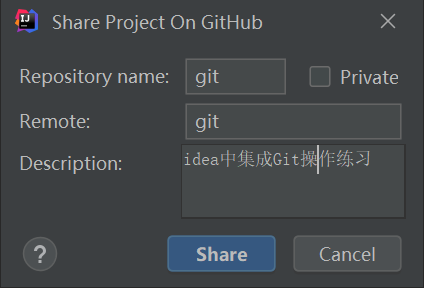 Share Project On GitHub
Repository name: git Private
Remote: git
Description: idea中集成Git操作练习
? Share Cancel